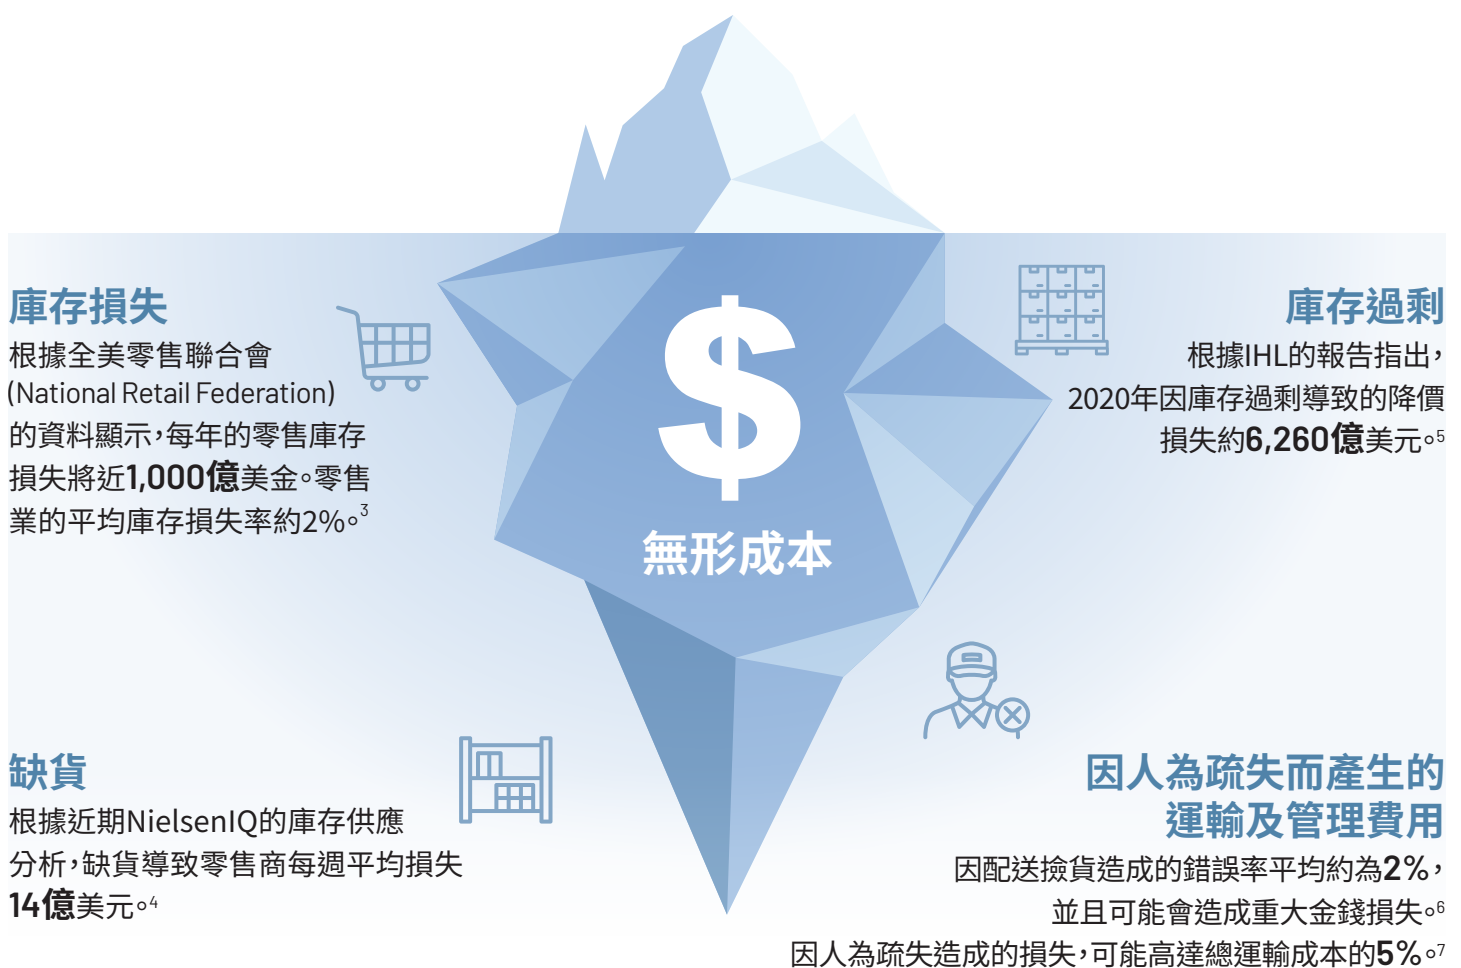 庫存損失
根據全美零售聯合會
(National Retail Federation)
的資料顯示，每年的零售庫存
損失將近1,000億美金。零售
業的平均庫存損失率約2%。3
庫存過剩
根據IHL的報告指出，
2020年因庫存過剩導致的降價
損失約6,260億美元。5
$
無形成本
缺貨
根據近期NielsenIQ的庫存供應
分析，缺貨導致零售商每週平均損失
14億美元。4
因人為疏失而產生的
運輸及管理費用
因配送撿貨造成的錯誤率平均約為2%，
並且可能會造成重大金錢損失。6
因人為疏失造成的損失，可能高達總運輸成本的5%。7